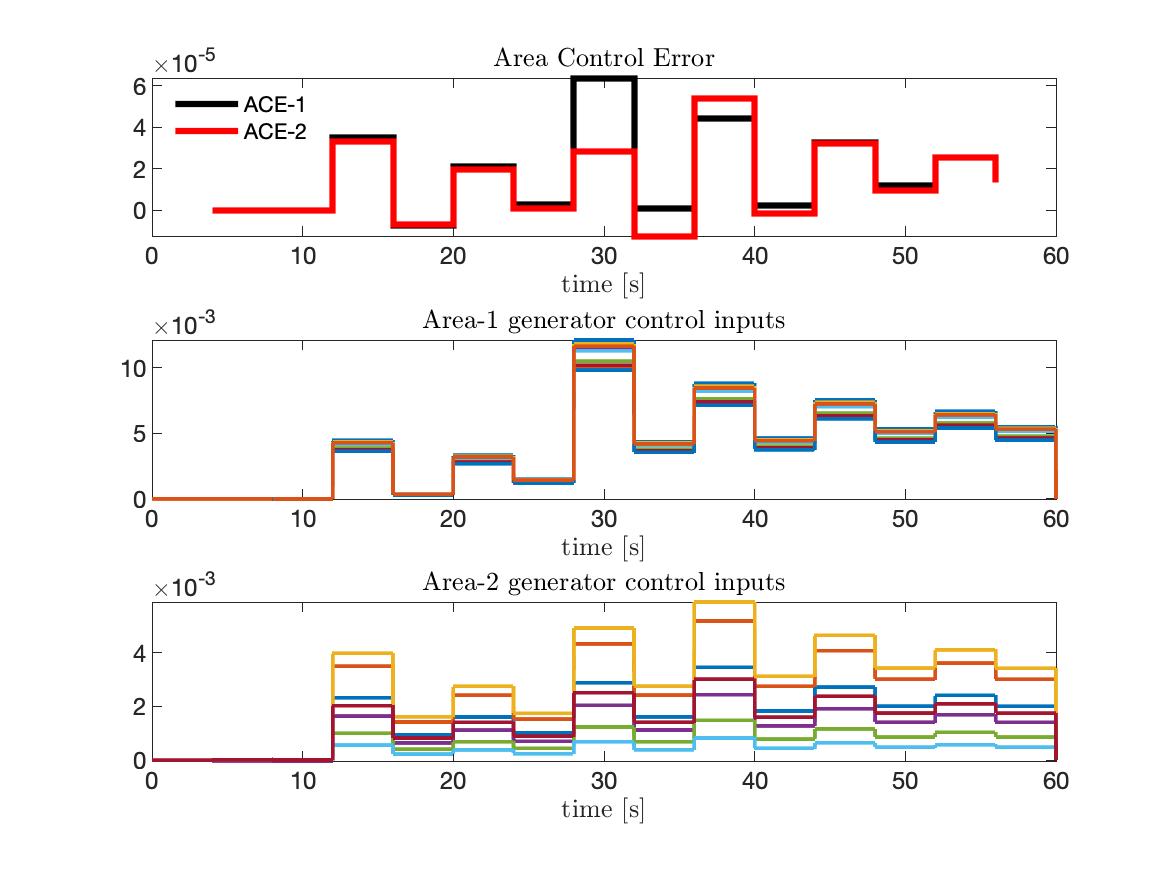 ×10-5
Area Control Error
6
4
2
0
ACE-1
ACE-2
0 10 20 30 40 50 60
time [s]
×10-3
Area-1 generator control inputs
10
5
0
0 10 20 30 40 50 60
time [s]
×10-3
Area-2 generator control inputs
4
2
0
0 10 20 30 40 50 60
time [s]